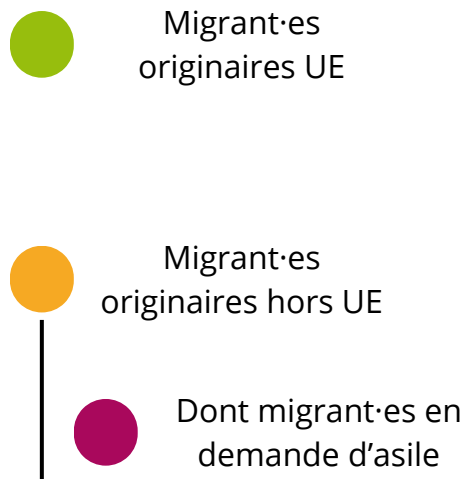 Migrant·es
originaires UE
Migrant·es
originaires hors UE
Dont migrant·es en
demande d’asile